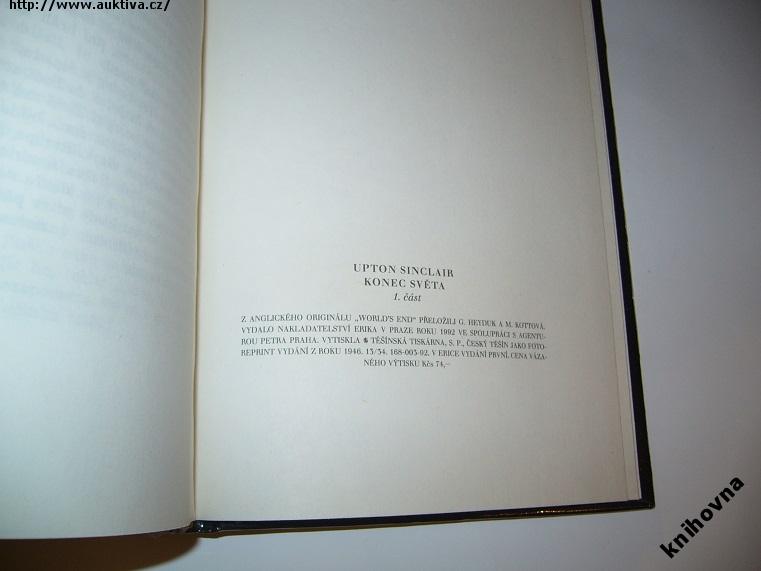 http://www.auktiva.cz/
UPTON SINCLAIR
KONEC SVĚTA
1. část
Z ANGLICKÉHO ORIGINÁLU „WORLD'S END“ PŘELOŽILI G. HEYDUK A M. KOTTOVÁ.
VYDALO NAKLADATELSTVÍ ERIKA V PRAZE ROKU 1992 VE SPOLUPRÁCI S AGENTU-
ROU PETRA PRAHA. VYTISKLA TĚŠÍNSKÁ TISKÁRNA, S. P., ČESKÝ TĚŠÍN JAKO FOTO-
REPRINT VYDÁNÍ Z ROKU 1946. 13/34. 168-003-92. V ERICE VYDÁNÍ PRVNÍ. CENA VÁZA-
NÉHO VÝTISKU Kčs 74,—
knihovna